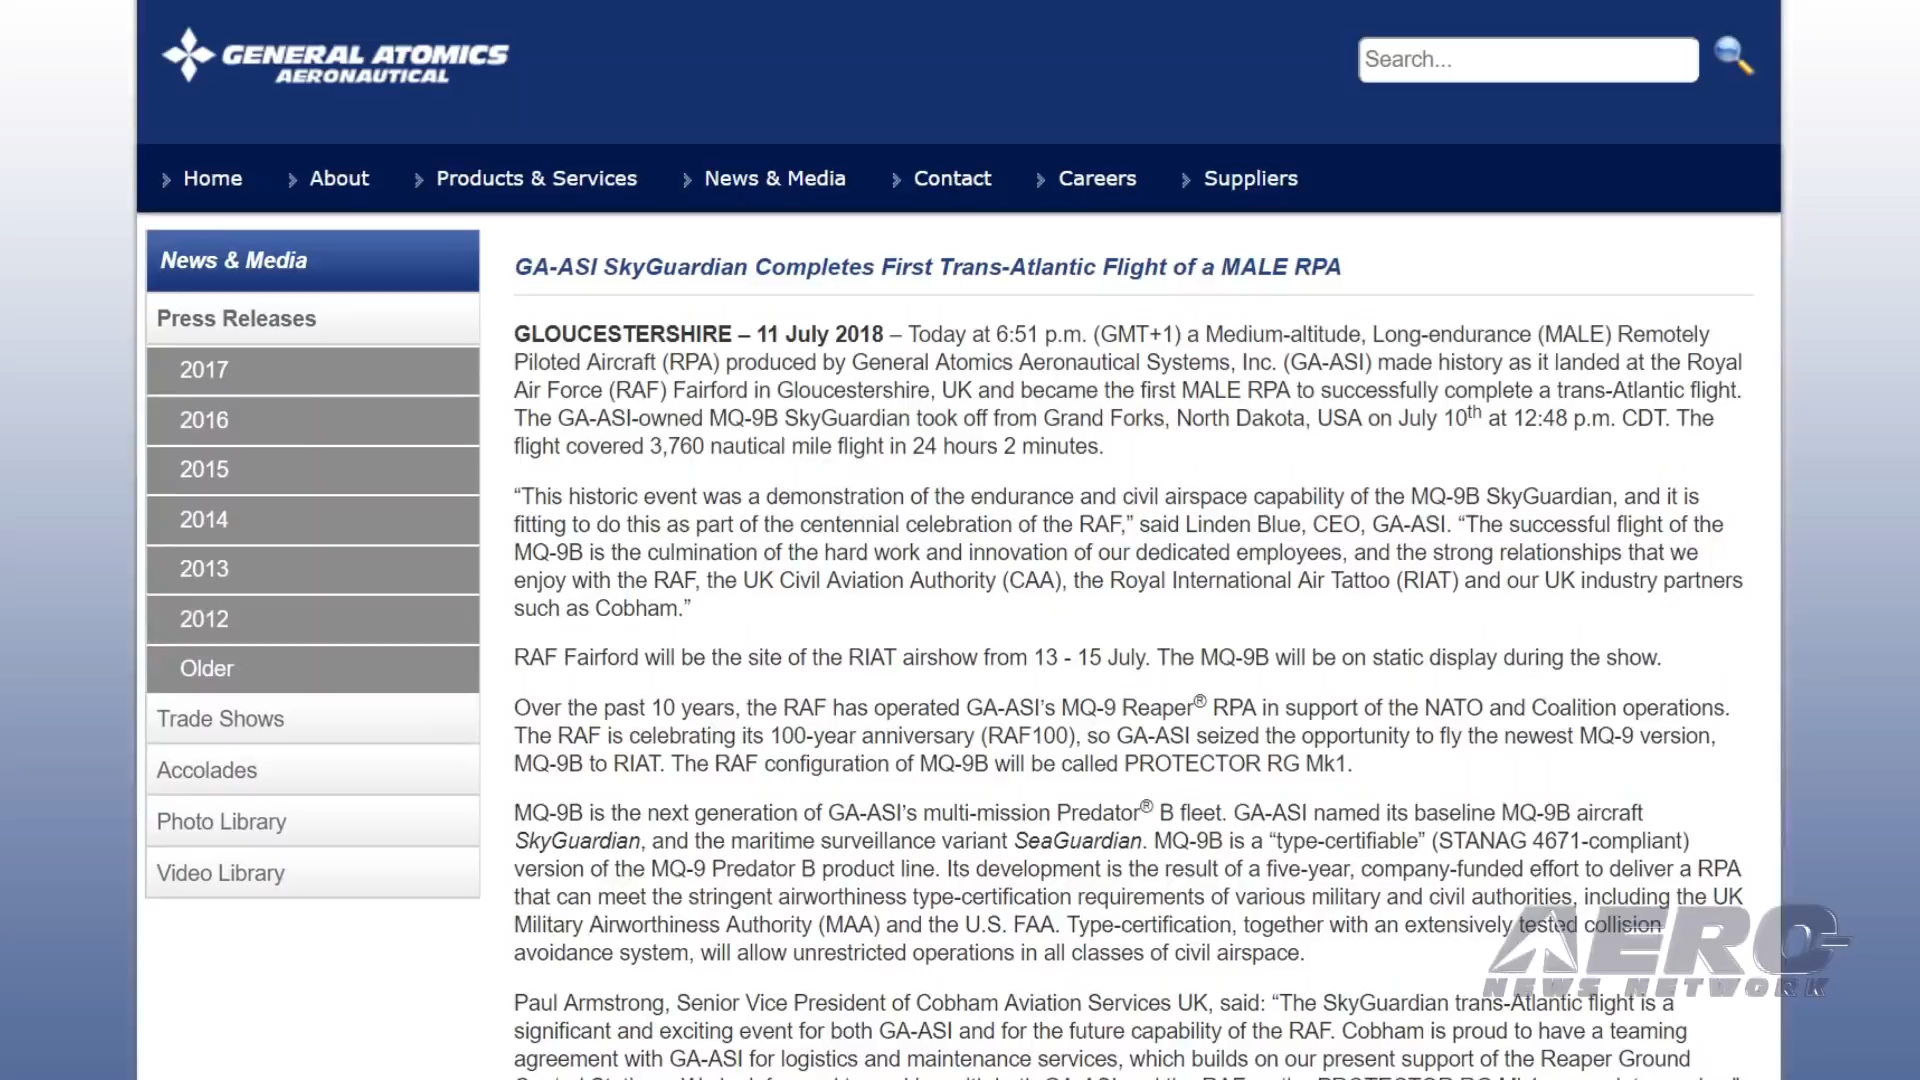 GENERAL ATOMICS
AERONAUTICAL
Search...
Home
About
Products & Services
News & Media
Contact
Careers
Suppliers
News & Media
Press Releases
2017
2016
2015
2014
2013
2012
Older
Trade Shows
Accolades
Photo Library
Video Library
GA-ASI SkyGuardian Completes First Trans-Atlantic Flight of a MALE RPA
GLOUCESTERSHIRE – 11 July 2018 – Today at 6:51 p.m. (GMT+1) a Medium-altitude, Long-endurance (MALE) Remotely
Piloted Aircraft (RPA) produced by General Atomics Aeronautical Systems, Inc. (GA-ASI) made history as it landed at the Royal
Air Force (RAF) Fairford in Gloucestershire, UK and became the first MALE RPA to successfully complete a trans-Atlantic flight.
The GA-ASI-owned MQ-9B SkyGuardian took off from Grand Forks, North Dakota, USA on July 10th at 12:48 p.m. CDT. The
flight covered 3,760 nautical mile flight in 24 hours 2 minutes.
“This historic event was a demonstration of the endurance and civil airspace capability of the MQ-9B SkyGuardian, and it is
fitting to do this as part of the centennial celebration of the RAF,” said Linden Blue, CEO, GA-ASI. “The successful flight of the
MQ-9B is the culmination of the hard work and innovation of our dedicated employees, and the strong relationships that we
enjoy with the RAF, the UK Civil Aviation Authority (CAA), the Royal International Air Tattoo (RIAT) and our UK industry partners
such as Cobham.”
RAF Fairford will be the site of the RIAT airshow from 13 - 15 July. The MQ-9B will be on static display during the show.
Over the past 10 years, the RAF has operated GA-ASI’s MQ-9 Reaper® RPA in support of the NATO and Coalition operations.
The RAF is celebrating its 100-year anniversary (RAF100), so GA-ASI seized the opportunity to fly the newest MQ-9 version,
MQ-9B to RIAT. The RAF configuration of MQ-9B will be called PROTECTOR RG Mk1.
MQ-9B is the next generation of GA-ASI’s multi-mission Predator® B fleet. GA-ASI named its baseline MQ-9B aircraft
SkyGuardian, and the maritime surveillance variant SeaGuardian. MQ-9B is a “type-certifiable” (STANAG 4671-compliant)
version of the MQ-9 Predator B product line. Its development is the result of a five-year, company-funded effort to deliver a RPA
that can meet the stringent airworthiness type-certification requirements of various military and civil authorities, including the UK
Military Airworthiness Authority (MAA) and the U.S. FAA. Type-certification, together with an extensively tested collision
avoidance system, will allow unrestricted operations in all classes of civil airspace.
Paul Armstrong, Senior Vice President of Cobham Aviation Services UK, said: “The SkyGuardian trans-Atlantic flight is a
significant and exciting event for both GA-ASI and for the future capability of the RAF. Cobham is proud to have a teaming
agreement with GA-ASI for logistics and maintenance services, which builds on our present support of the Reaper Ground
AERO
NEWS NETWORK